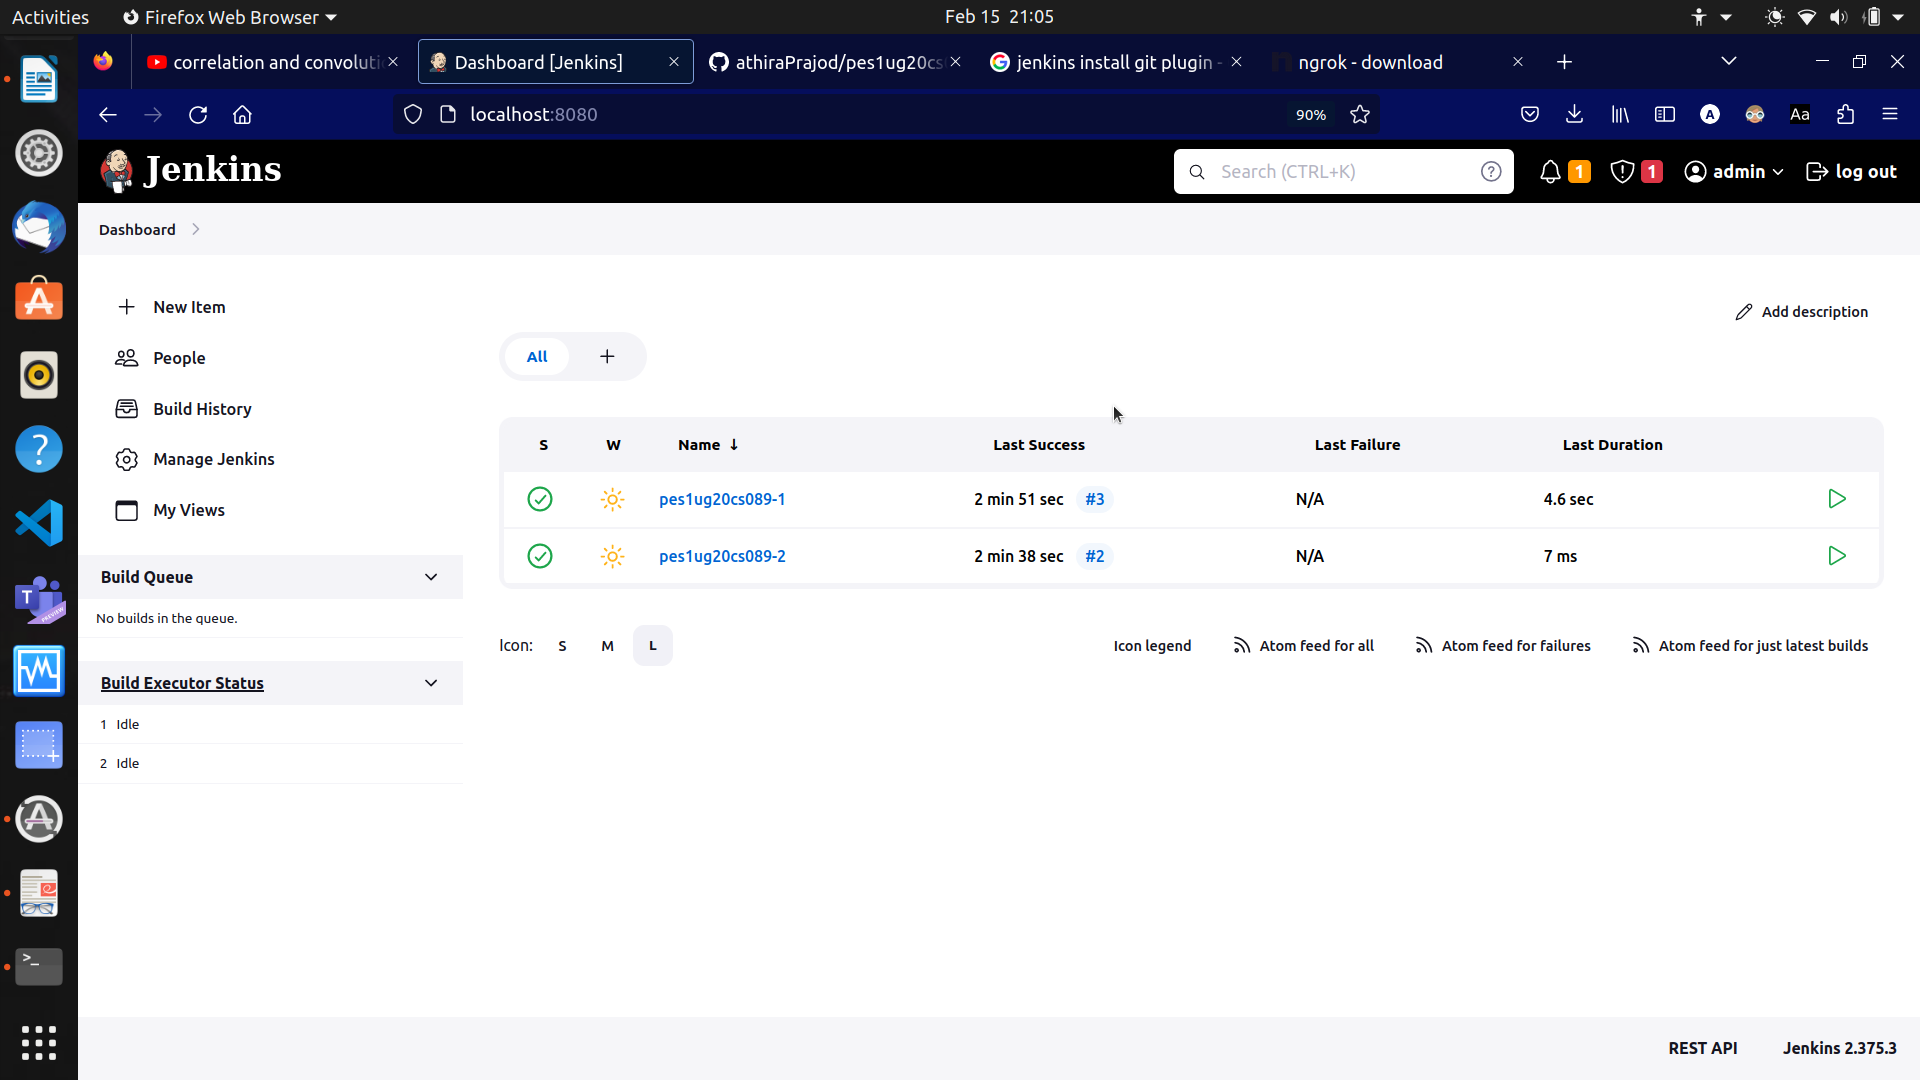 Activities Firefox Web Browser Feb 15 21:05
correlation and convoluti Dashboard [Jenkins] athiraPrajod/pes1ug20cs jenkins install git plugin - ngrok - download
localhost:8080 90% A Aa
Jenkins Search (CTRL+K) ? 1 1 admin log out
Dashboard
New Item
Add description
People
All +
Build History
S W Name ↓ Last Success Last Failure Last Duration
Manage Jenkins
pes1ug20cs089-1 2 min 51 sec #3 N/A 4.6 sec
My Views
pes1ug20cs089-2 2 min 38 sec #2 N/A 7 ms
Build Queue
No builds in the queue.
Icon: S M L Icon legend Atom feed for all Atom feed for failures Atom feed for just latest builds
Build Executor Status
1 Idle
2 Idle
REST API Jenkins 2.375.3